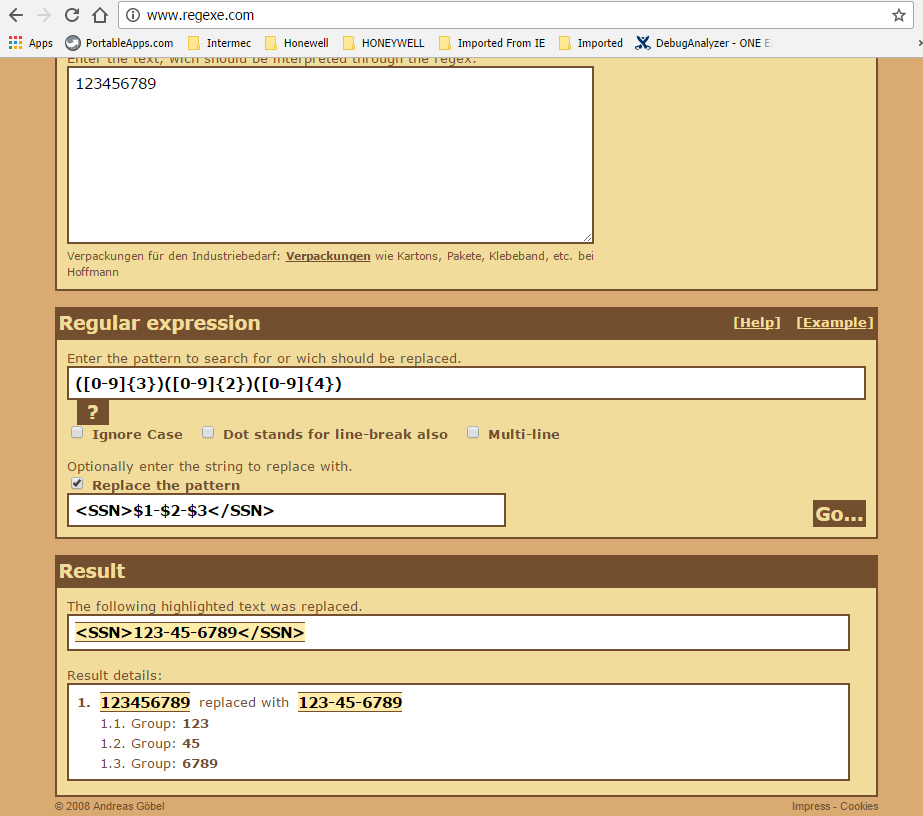 www.regexe.com
Apps PortableApps.com Intermec Honewell HONEYWELL Imported From IE Imported DebugAnalyzer - ONE E
Enter the text, wich should be interpreted through the regex.
123456789
Verpackungen für den Industriebedarf: Verpackungen wie Kartons, Pakete, Klebeband, etc. bei
Hoffmann
Regular expression [Help] [Example]
Enter the pattern to search for or wich should be replaced.
([0-9]{3})([0-9]{2})([0-9]{4})
?
Ignore Case Dot stands for line-break also Multi-line
Optionally enter the string to replace with.
Replace the pattern
<SSN>$1-$2-$3</SSN>
Go...
Result
The following highlighted text was replaced.
<SSN>123-45-6789</SSN>
Result details:
1. 123456789 replaced with 123-45-6789
1.1. Group: 123
1.2. Group: 45
1.3. Group: 6789
© 2008 Andreas Göbel Impress - Cookies